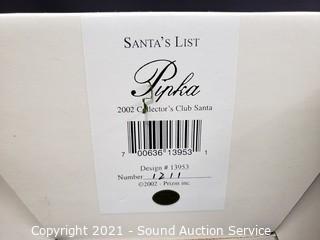 SANTA'S LIST
Pipka
2002 Collector's Club Santa
7 00636 13953 1
Design # 13953
Number 1211
©2002 - Prizm inc.
Copyright © 2021 - Sound Auction Service